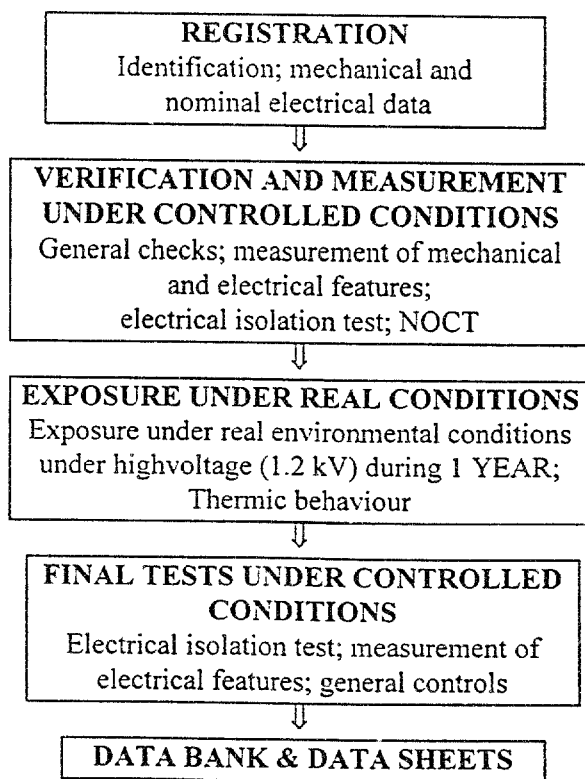 REGISTRATION
Identification; mechanical and
nominal electrical data
VERIFICATION AND MEASUREMENT
UNDER CONTROLLED CONDITIONS
General checks; measurement of mechanical
and electrical features;
electrical isolation test; NOCT
EXPOSURE UNDER REAL CONDITIONS
Exposure under real environmental conditions
under highvoltage (1.2 kV) during 1 YEAR;
Thermic behaviour
FINAL TESTS UNDER CONTROLLED
CONDITIONS
Electrical isolation test; measurement of
electrical features; general controls
DATA BANK & DATA SHEETS